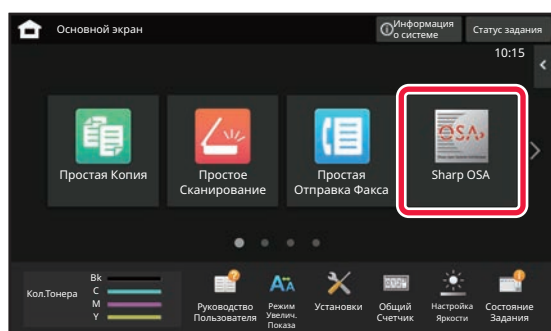 Основной экран
Информация
о системе
Статус задания
10:15
Простая Копия
Простое
Сканирование
Простая
Отправка Факса
OSA
Sharp OSA
Кол.Тонера
Bk
C
M
Y
Руководство
Пользователя
Режим
Увелич.
Показа
Установки
Общий
Счетчик
Настройка
Яркости
Состояние
Задания